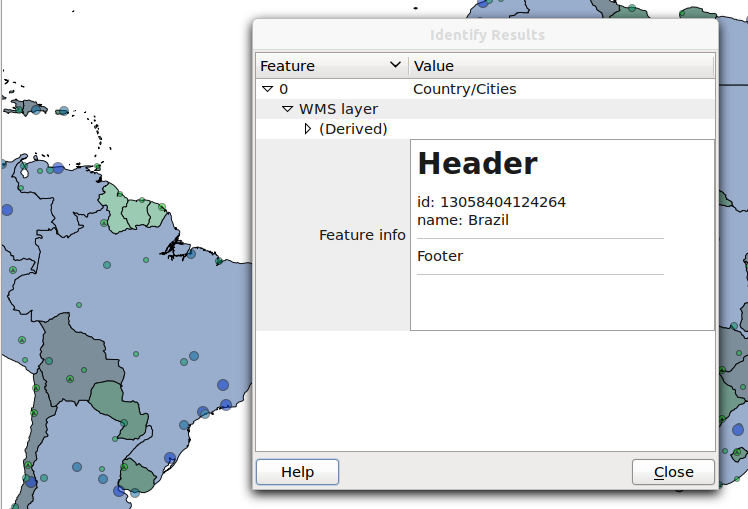 Identify Results
Feature Value
0 Country/Cities
WMS layer
(Derived)
Header
id: 13058404124264
name: Brazil
Feature info
Footer
Help Close